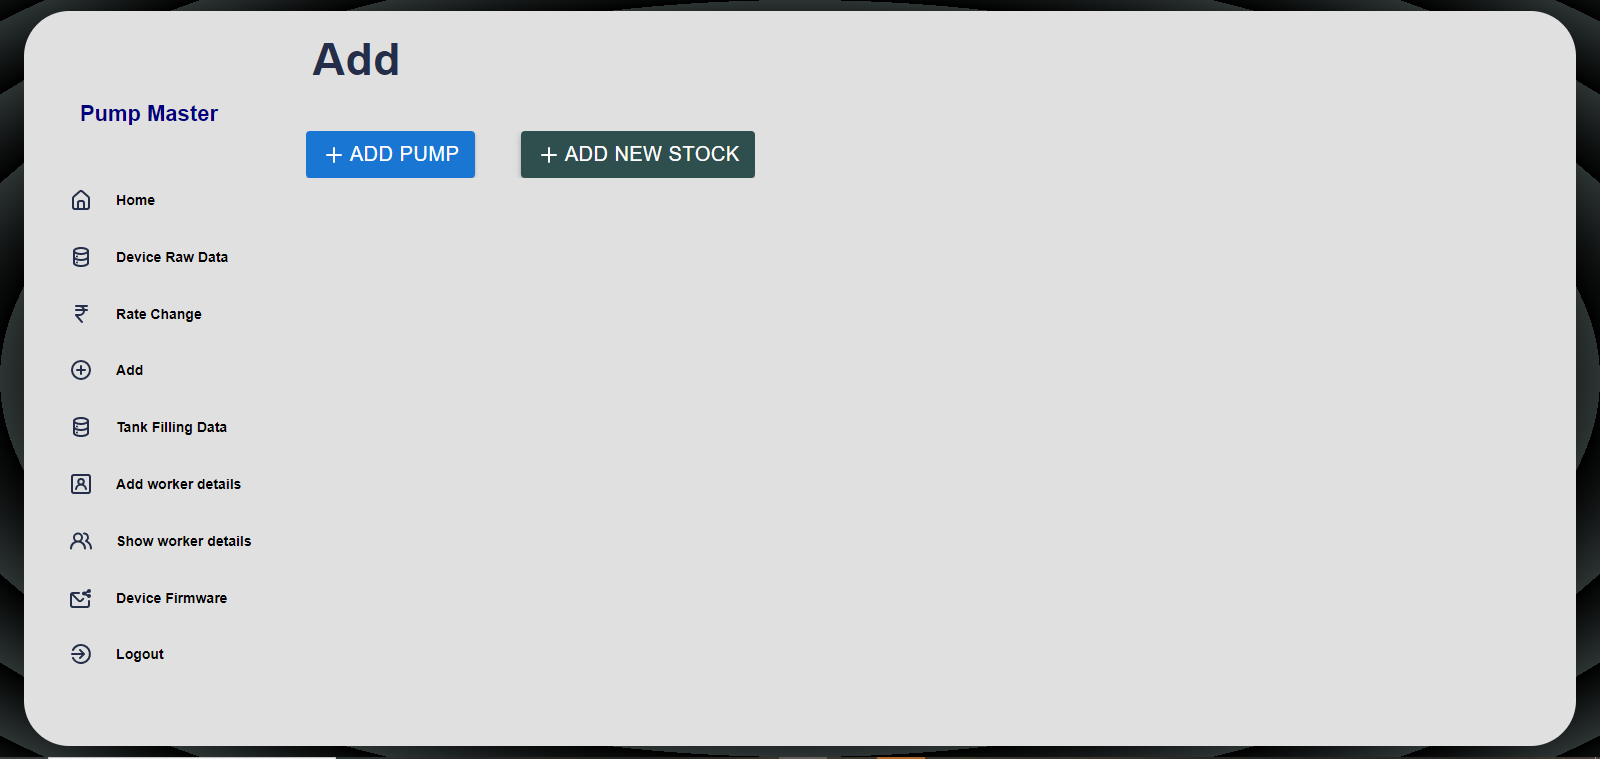 Add
Pump Master
ADD PUMP
ADD NEW STOCK
Home
Device Raw Data
Rate Change
Add
Tank Filling Data
Add worker details
Show worker details
Device Firmware
Logout